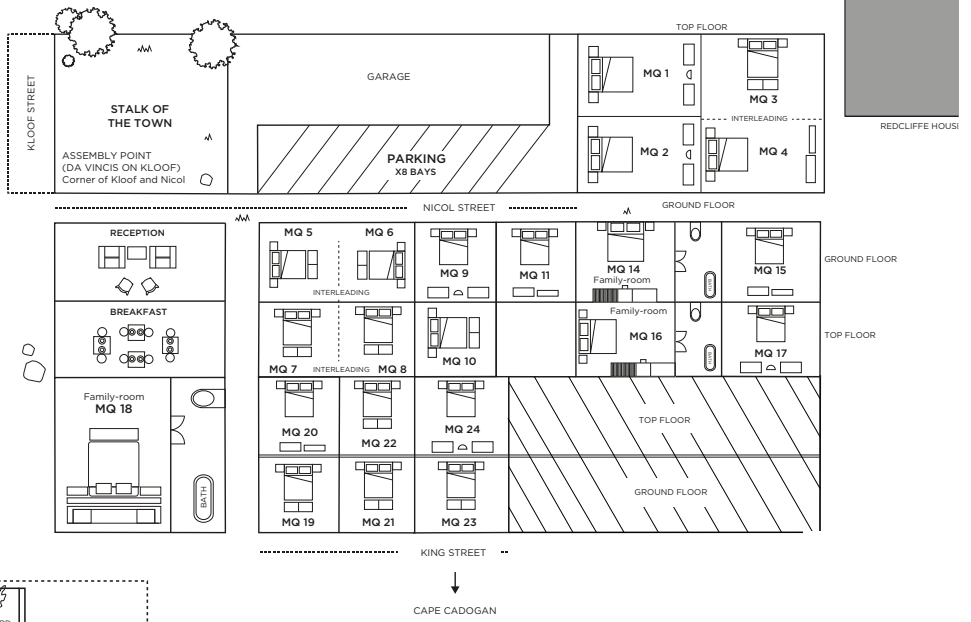 TOP FLOOR
KLOOF STREET
STALK OF
THE TOWN
ASSEMBLY POINT
(DA VINCIS ON KLOOF)
Corner of Kloof and Nicol
GARAGE
PARKING
X8 BAYS
MQ 1
MQ 3
INTERLEADING
MQ 2
MQ 4
REDCLIFFE HOUS
NICOL STREET
GROUND FLOOR
RECEPTION
MQ 5
MQ 6
INTERLEADING
MQ 9
MQ 11
MQ 14
Family-room
BATH
MQ 15
GROUND FLOOR
BREAKFAST
MQ 7
INTERLEADING
MQ 8
MQ 10
Family-room
MQ 16
BATH
MQ 17
TOP FLOOR
Family-room
MQ 18
BATH
MQ 20
MQ 22
MQ 24
TOP FLOOR
MQ 19
MQ 21
MQ 23
GROUND FLOOR
KING STREET
CAPE CADOGAN